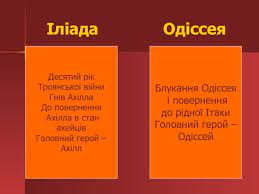 Іліада
Одіссея
Десятий рік
Троянської війни
Гнів Ахілла
До повернення
Ахілла в стан
ахейців
Головний герой –
Ахілл
Блукання Одіссея
і повернення
до рідної Ітаки
Головний герой –
Одіссей